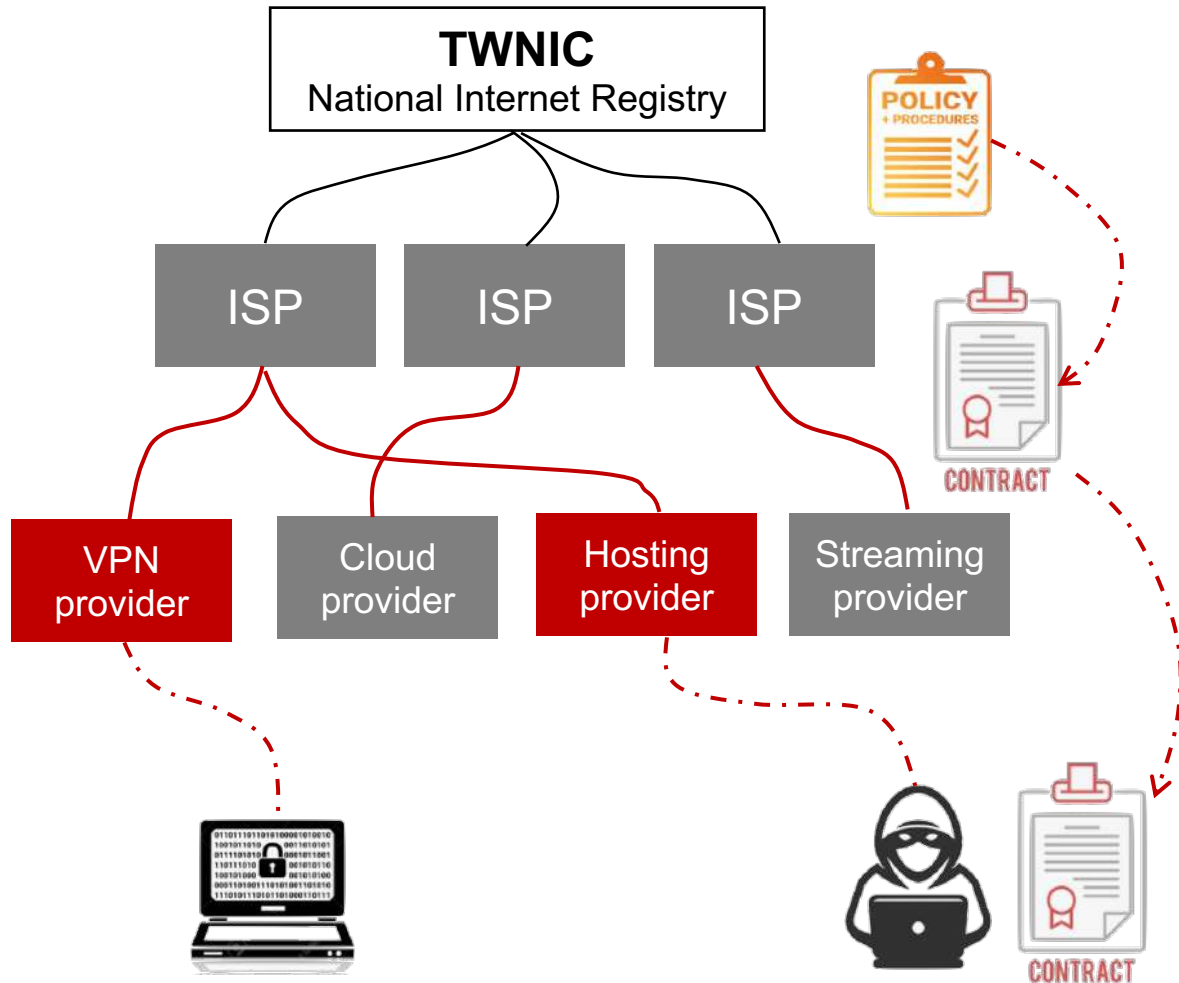 TWNIC
National Internet Registry
POLICY
+ PROCEDURES
ISP
ISP
ISP
CONTRACT
VPN
provider
Cloud
provider
Hosting
provider
Streaming
provider
CONTRACT